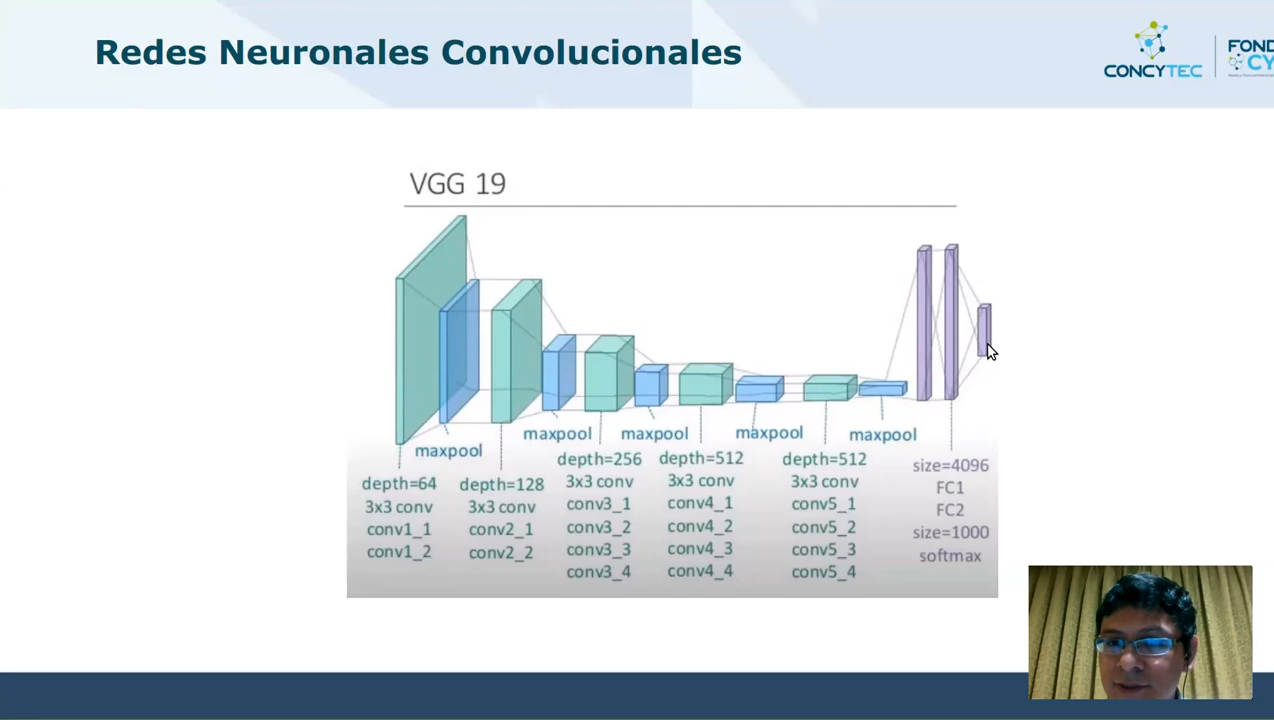 Redes Neuronales Convolucionales
CONCYTEC
FOND
CY
VGG 19
maxpool
maxpool
maxpool
maxpool
maxpool
depth=64
3x3 conv
conv1_1
conv1_2
depth=128
3x3 conv
conv2_1
conv2_2
depth=256
3x3 conv
conv3_1
conv3_2
conv3_3
conv3_4
depth=512
3x3 conv
conv4_1
conv4_2
conv4_3
conv4_4
depth=512
3x3 conv
conv5_1
conv5_2
conv5_3
conv5_4
size=4096
FC1
FC2
size=1000
softmax